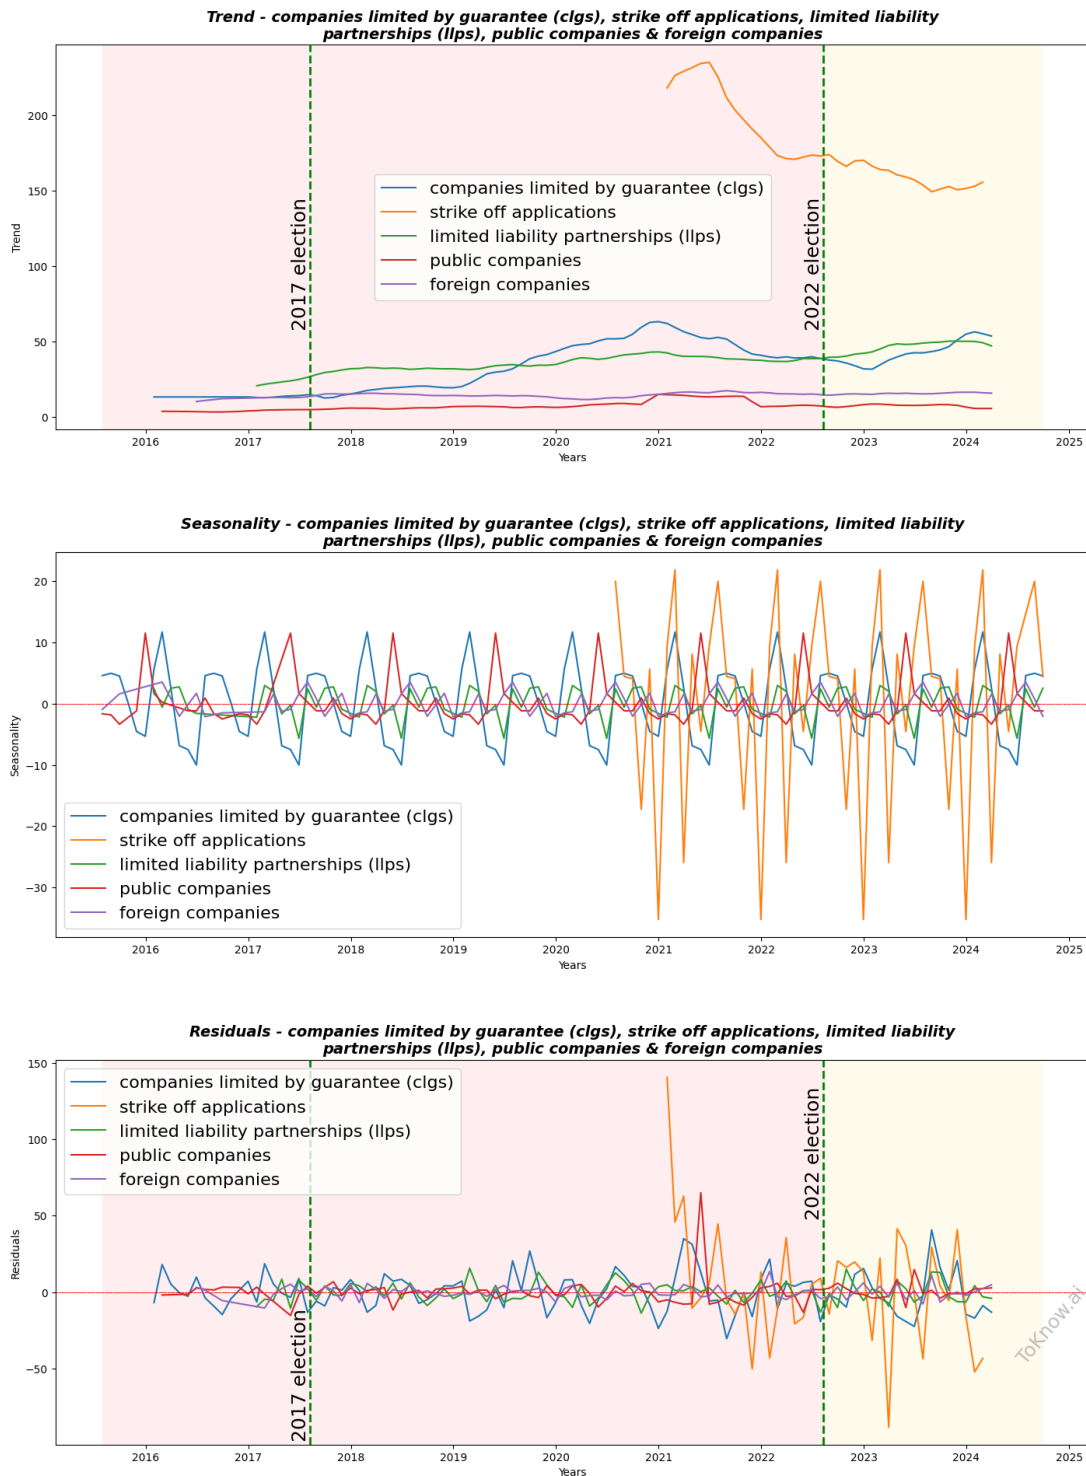 Trend - companies limited by guarantee (clgs), strike off applications, limited liability
partnerships (llps), public companies & foreign companies
200
150
100
50
0
Trend
2017 election
2022 election
companies limited by guarantee (clgs)
strike off applications
limited liability partnerships (llps)
public companies
foreign companies
2016 2017 2018 2019 2020 2021 2022 2023 2024 2025
Years
Seasonality - companies limited by guarantee (clgs), strike off applications, limited liability
partnerships (llps), public companies & foreign companies
20
10
0
−10
−20
−30
Seasonality
companies limited by guarantee (clgs)
strike off applications
limited liability partnerships (llps)
public companies
foreign companies
2016 2017 2018 2019 2020 2021 2022 2023 2024 2025
Years
Residuals - companies limited by guarantee (clgs), strike off applications, limited liability
partnerships (llps), public companies & foreign companies
150
100
50
0
−50
Residuals
companies limited by guarantee (clgs)
strike off applications
limited liability partnerships (llps)
public companies
foreign companies
2017 election
2022 election
ToKnow.ai
2016 2017 2018 2019 2020 2021 2022 2023 2024 2025
Years